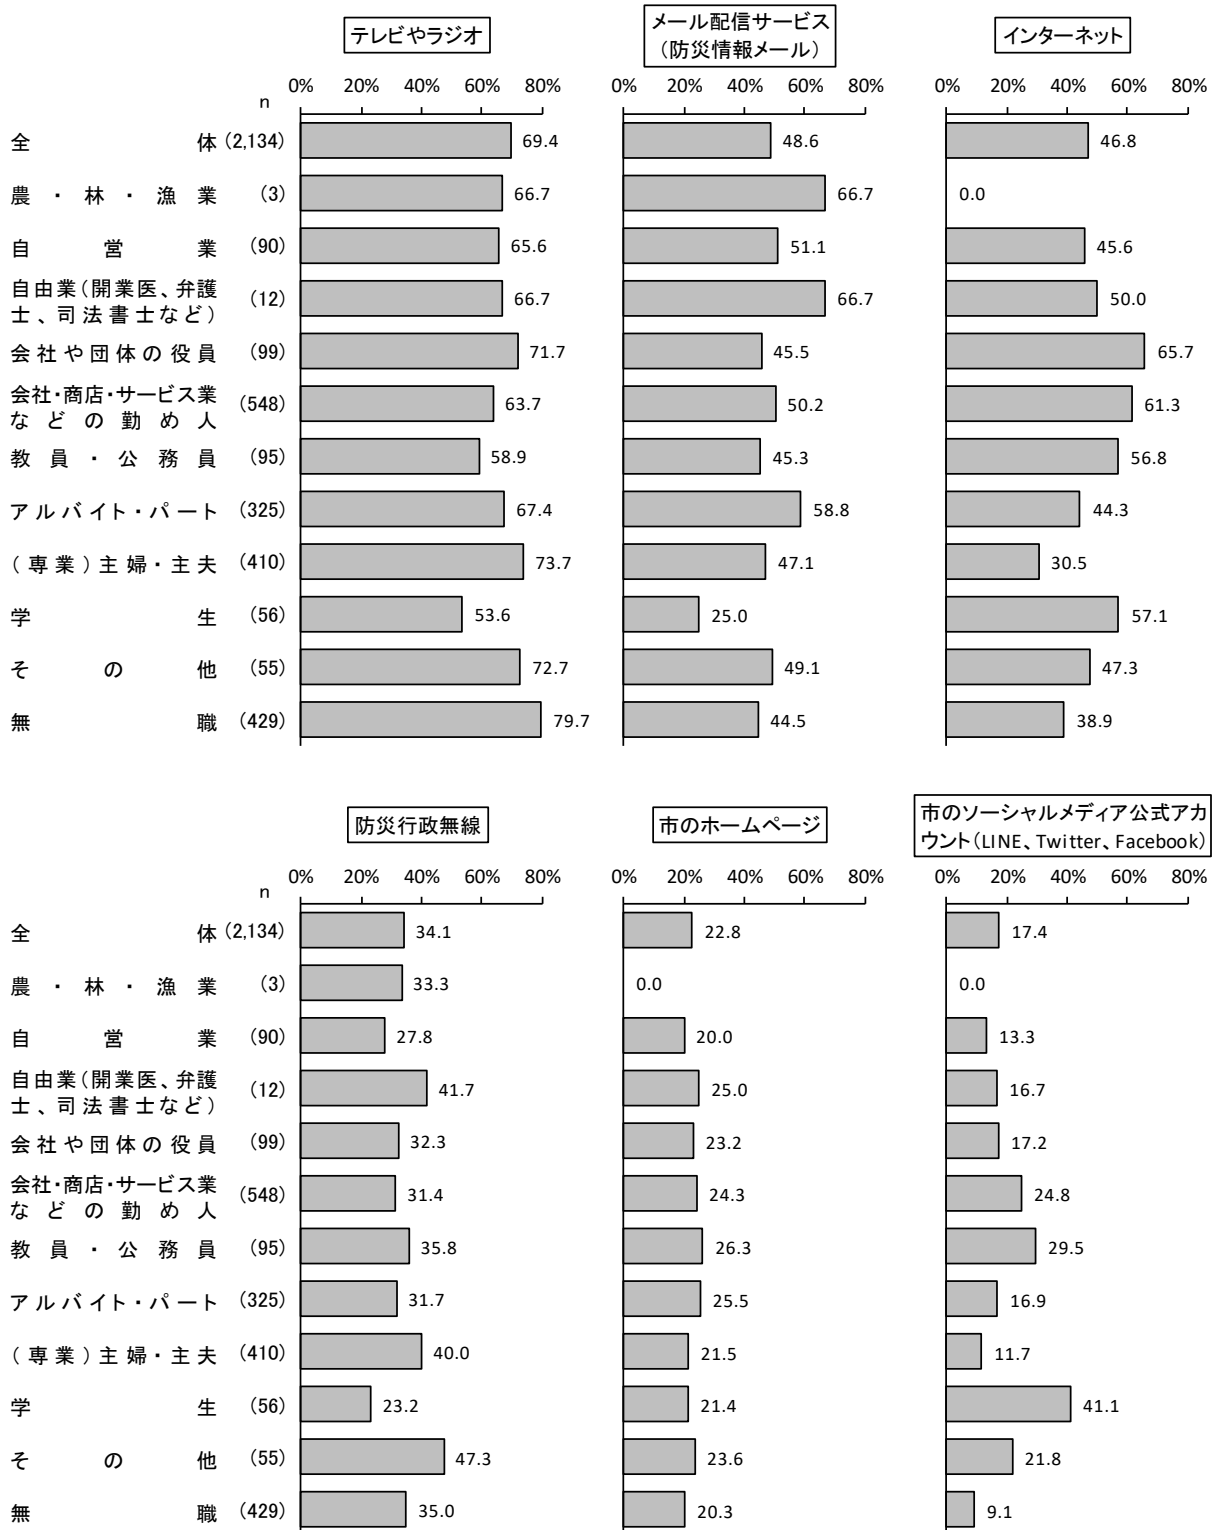 テレビやラジオ
メール配信サービス
（防災情報メール）
インターネット
0% 20% 40% 60% 80% 0% 20% 40% 60% 80% 0% 20% 40% 60% 80%
n
全体 (2,134) 69.4 48.6 46.8
農・林・漁業 (3) 66.7 66.7 0.0
自営業 (90) 65.6 51.1 45.6
自由業（開業医、弁護
士、司法書士など） (12) 66.7 66.7 50.0
会社や団体の役員 (99) 71.7 45.5 65.7
会社・商店・サービス業
などの勤め人 (548) 63.7 50.2 61.3
教員・公務員 (95) 58.9 45.3 56.8
アルバイト・パート (325) 67.4 58.8 44.3
（専業）主婦・主夫 (410) 73.7 47.1 30.5
学生 (56) 53.6 25.0 57.1
その他 (55) 72.7 49.1 47.3
無職 (429) 79.7 44.5 38.9
防災行政無線
市のホームページ
市のソーシャルメディア公式アカ
ウント（LINE、Twitter、Facebook）
0% 20% 40% 60% 80% 0% 20% 40% 60% 80% 0% 20% 40% 60% 80%
n
全体 (2,134) 34.1 22.8 17.4
農・林・漁業 (3) 33.3 0.0 0.0
自営業 (90) 27.8 20.0 13.3
自由業（開業医、弁護
士、司法書士など） (12) 41.7 25.0 16.7
会社や団体の役員 (99) 32.3 23.2 17.2
会社・商店・サービス業
などの勤め人 (548) 31.4 24.3 24.8
教員・公務員 (95) 35.8 26.3 29.5
アルバイト・パート (325) 31.7 25.5 16.9
（専業）主婦・主夫 (410) 40.0 21.5 11.7
学生 (56) 23.2 21.4 41.1
その他 (55) 47.3 23.6 21.8
無職 (429) 35.0 20.3 9.1